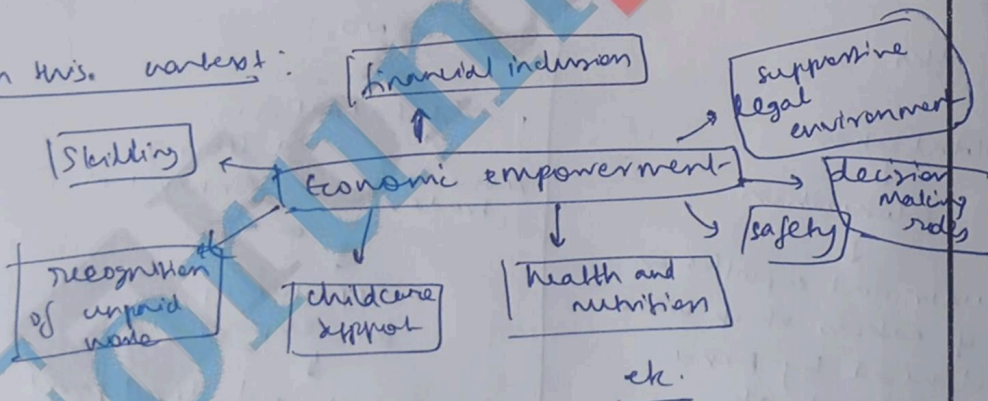 n this. context:
financial inclusion
supportive
legal
environment
Skilling
Economic empowerment
decision
making
roles
safety
recognition
of unpaid
work
childcare
support
health and
nutrition
etc.